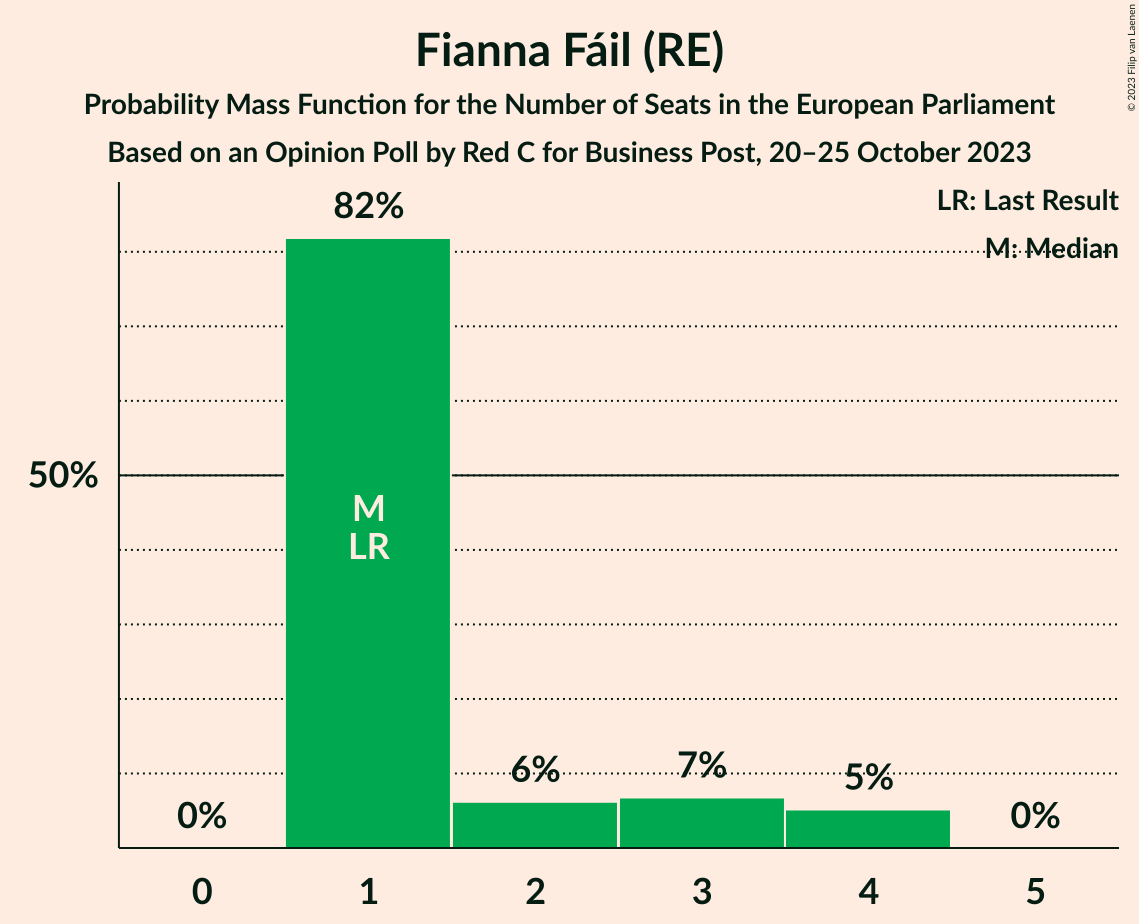 Fianna Fáil (RE)
Probability Mass Function for the Number of Seats in the European Parliament
Based on an Opinion Poll by Red C for Business Post, 20–25 October 2023
© 2023 Filip van Laenen
LR: Last Result
M: Median
82%
50%
M
LR
0%
6%
7%
5%
0%
0 1 2 3 4 5